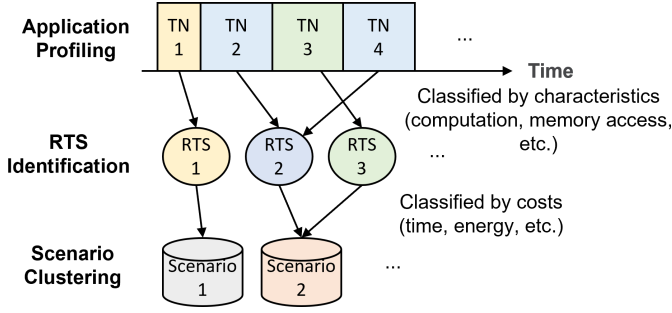 Application
Profiling
TN
1
TN
2
TN
3
TN
4
...
Time
Classified by characteristics
(computation, memory access,
etc.)
RTS
Identification
RTS
1
RTS
2
RTS
3
...
Classified by costs
(time, energy, etc.)
Scenario
Clustering
Scenario
1
Scenario
2
...